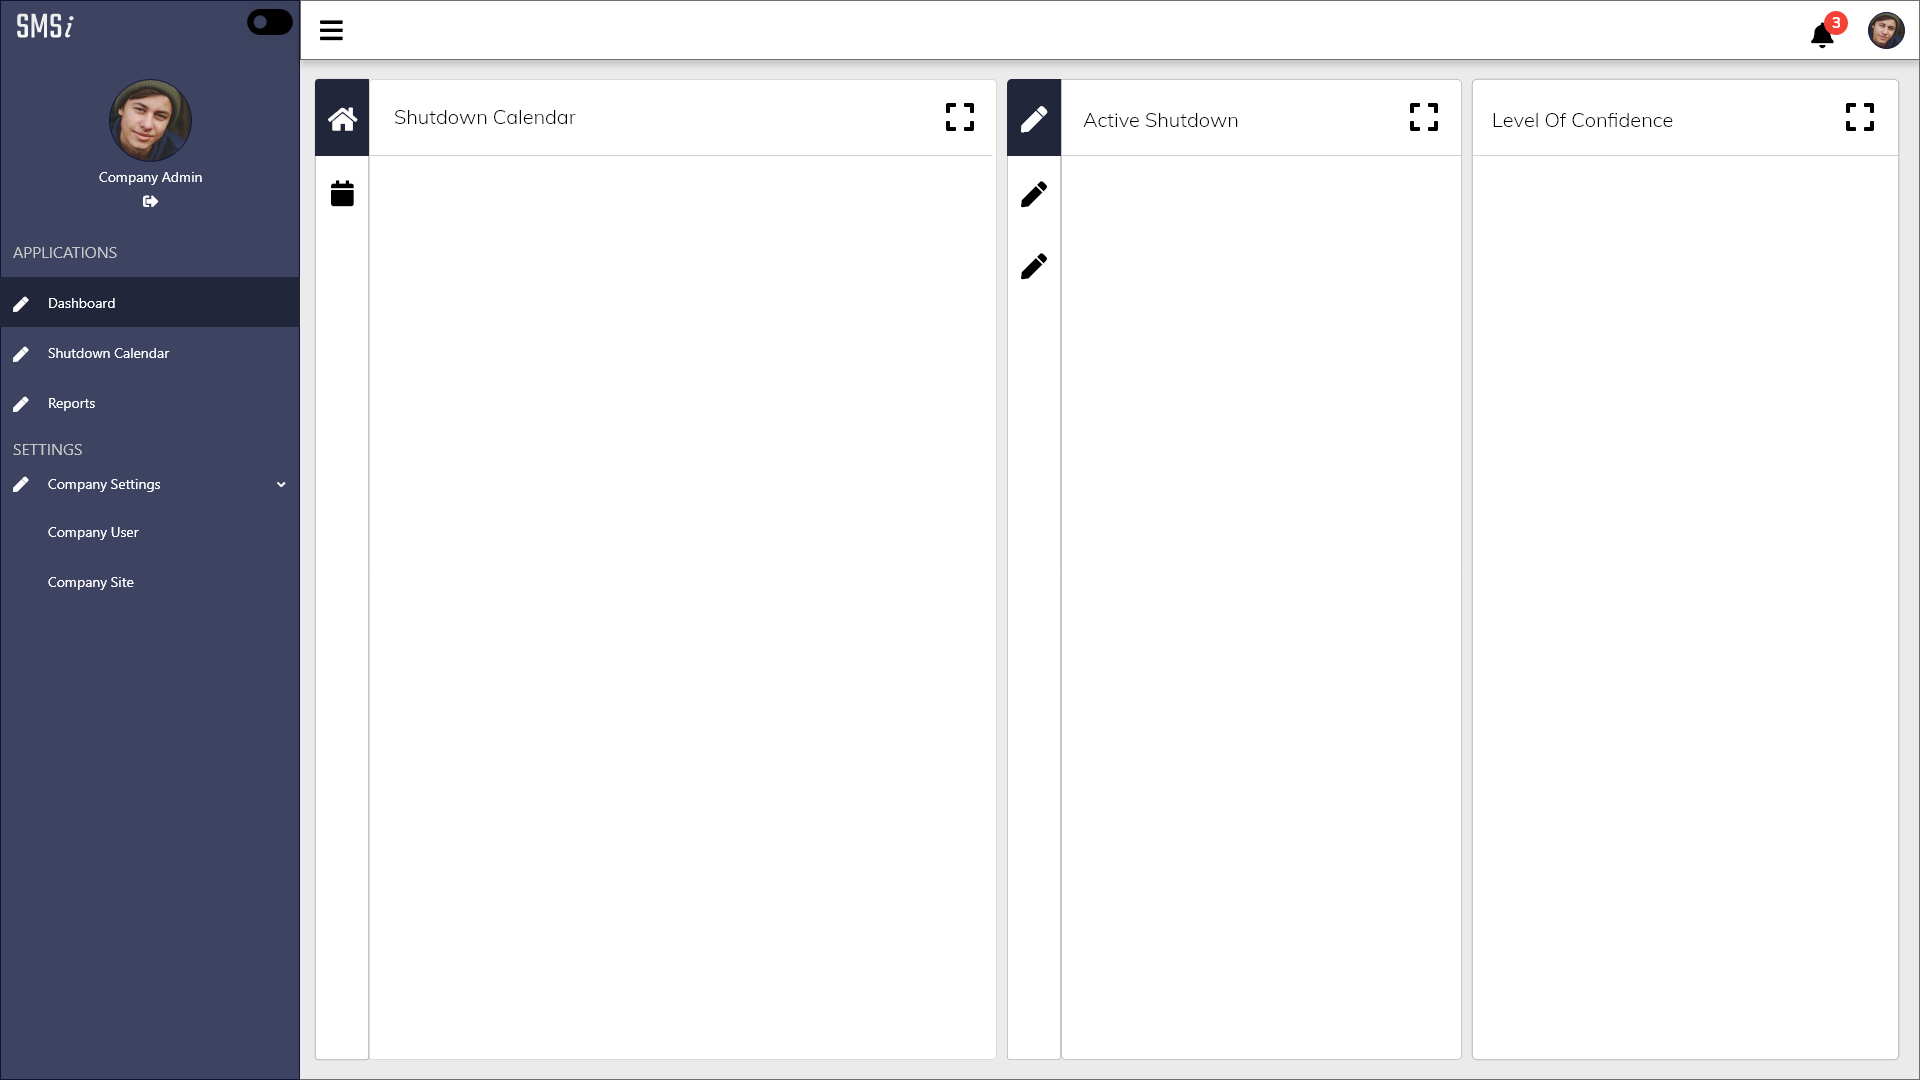 SMSi
3
Company Admin
APPLICATIONS
Dashboard
Shutdown Calendar
Reports
SETTINGS
Company Settings
Company User
Company Site
Shutdown Calendar
Active Shutdown
Level Of Confidence